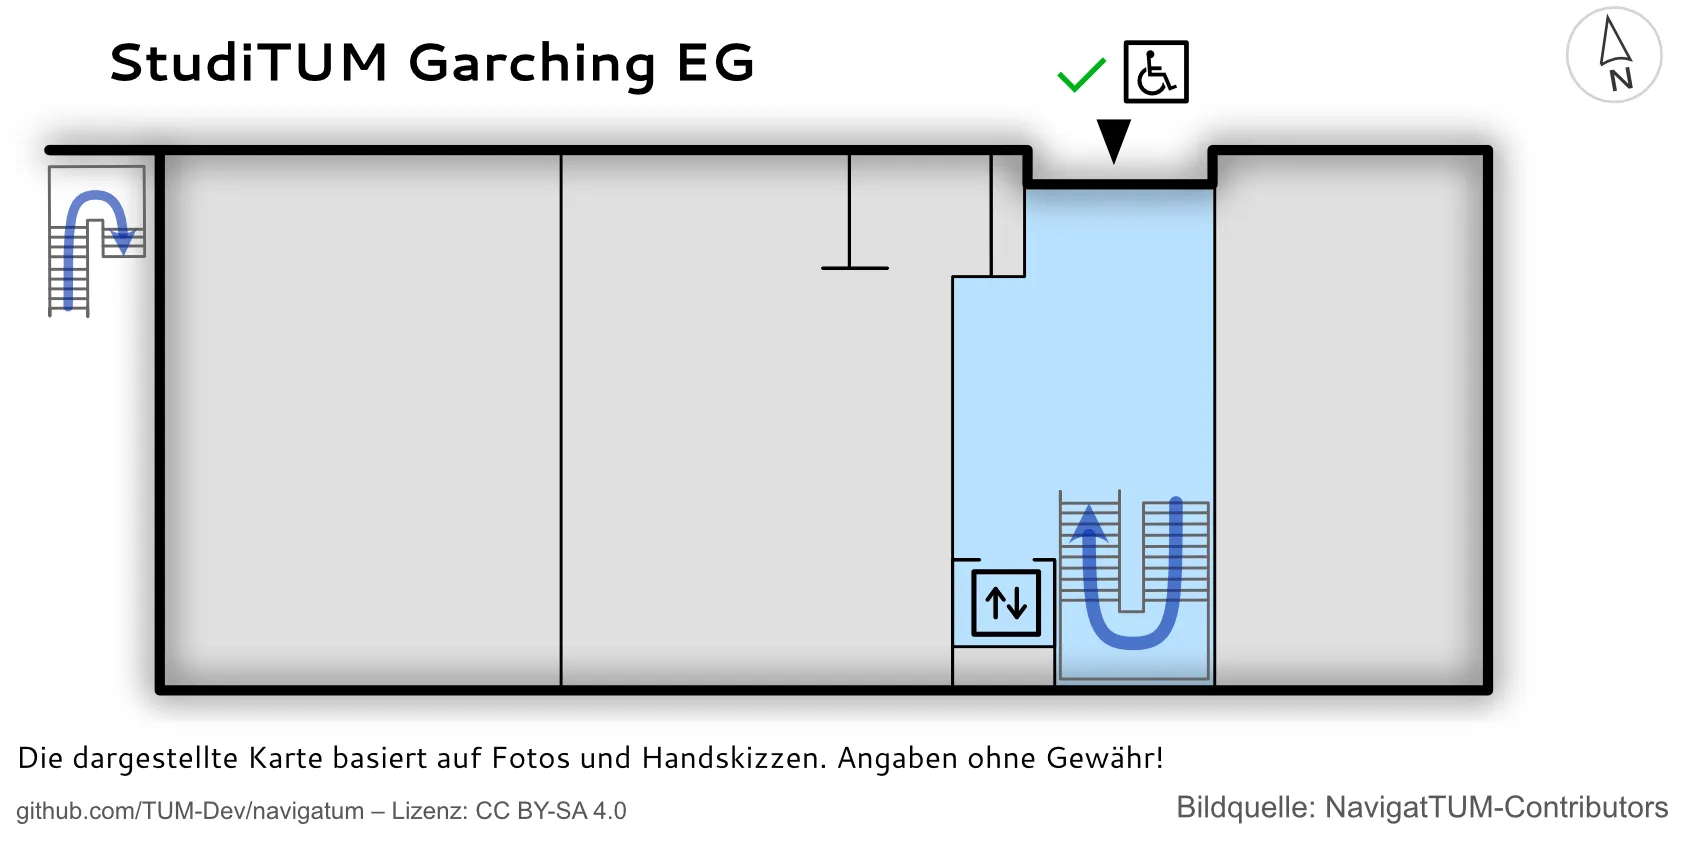 StudiTUM Garching EG
N
Die dargestellte Karte basiert auf Fotos und Handskizzen. Angaben ohne Gewähr!
github.com/TUM-Dev/navigatum – Lizenz: CC BY-SA 4.0
Bildquelle: NavigatTUM-Contributors